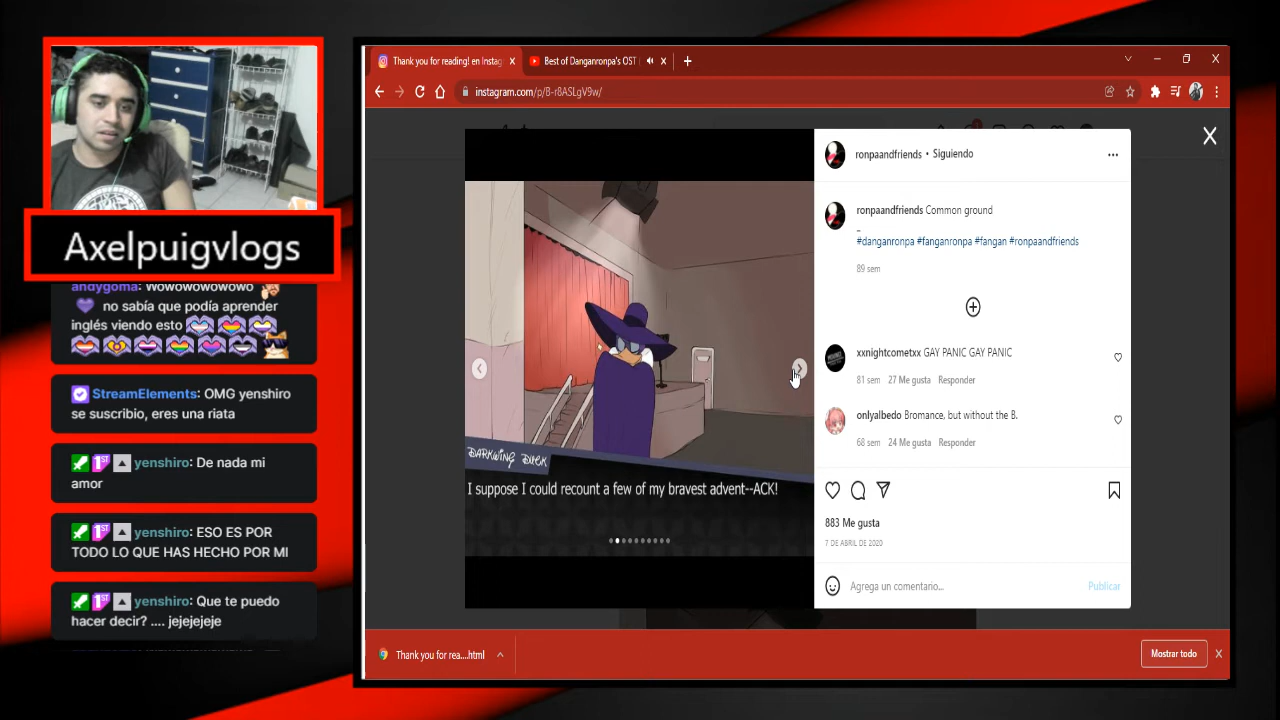 Axelpuigvlogs
andygoma: WOWOWOWOWOWO
no sabía que podía aprender
inglés viendo esto
StreamElements: OMG yenshiro
se suscribio, eres una riata
yenshiro: De nada mi
amor
yenshiro: ESO ES POR
TODO LO QUE HAS HECHO POR MI
yenshiro: Que te puedo
hacer decir? .... jejejejeje
Thank you for reading! en Instag
Best of Danganronpa's OST
instagram.com/p/B-r8ASLgV9w/
DARKWING DUCK
I suppose I could recount a few of my bravest advent--ACK!
ronpaandfriends • Siguiendo
ronpaandfriends Common ground
_
#danganronpa #fanganronpa #fangan #ronpaandfriends
89 sem
xxnightcometxx GAY PANIC GAY PANIC
81 sem 27 Me gusta Responder
onlyalbedo Bromance, but without the B.
68 sem 24 Me gusta Responder
883 Me gusta
7 DE ABRIL DE 2020
Agrega un comentario...
Publicar
Thank you for rea....html
Mostrar todo